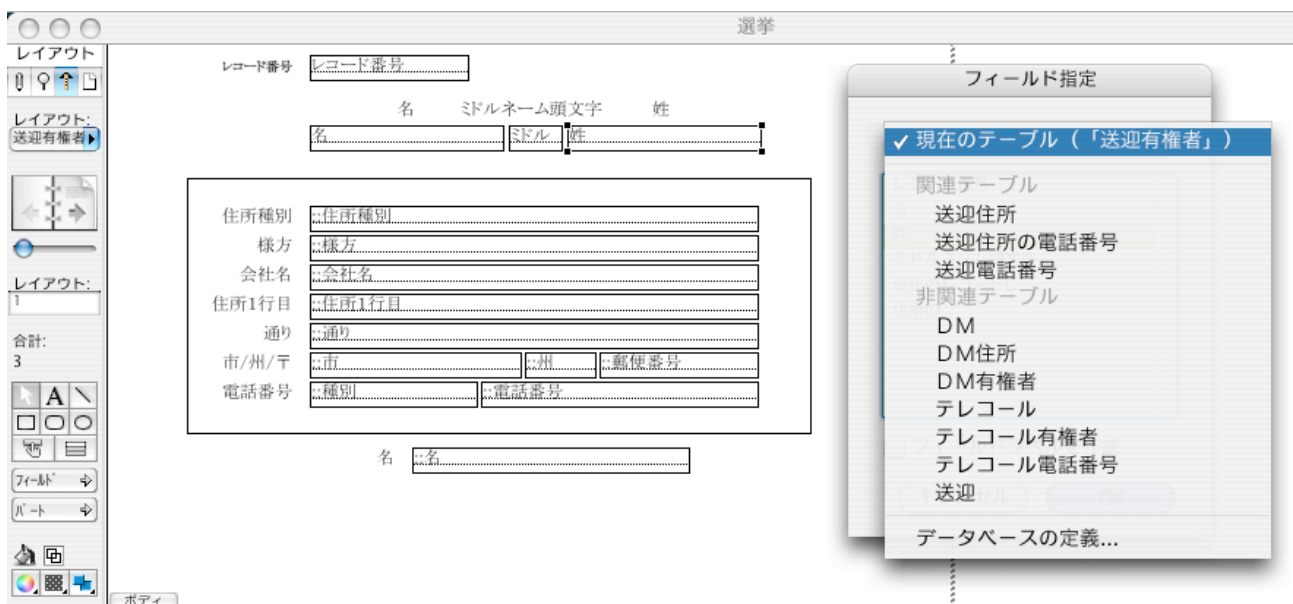 選挙
レイアウト
レイアウト:
送迎有権者
レイアウト:
1
合計:
3
A
フィールド
パート
レコード番号 レコード番号
名 ミドルネーム頭文字 姓
名 ミドル 姓
住所種別 ::住所種別
様方 ::様方
会社名 ::会社名
住所1行目 ::住所1行目
通り ::通り
市/州/〒 ::市 ::州 ::郵便番号
電話番号 ::種別 ::電話番号
名 ::名
ボディ
フィールド指定
✓現在のテーブル(「送迎有権者」)
関連テーブル
送迎住所
送迎住所の電話番号
送迎電話番号
非関連テーブル
DM
DM住所
DM有権者
テレコール
テレコール有権者
テレコール電話番号
送迎
データベースの定義...